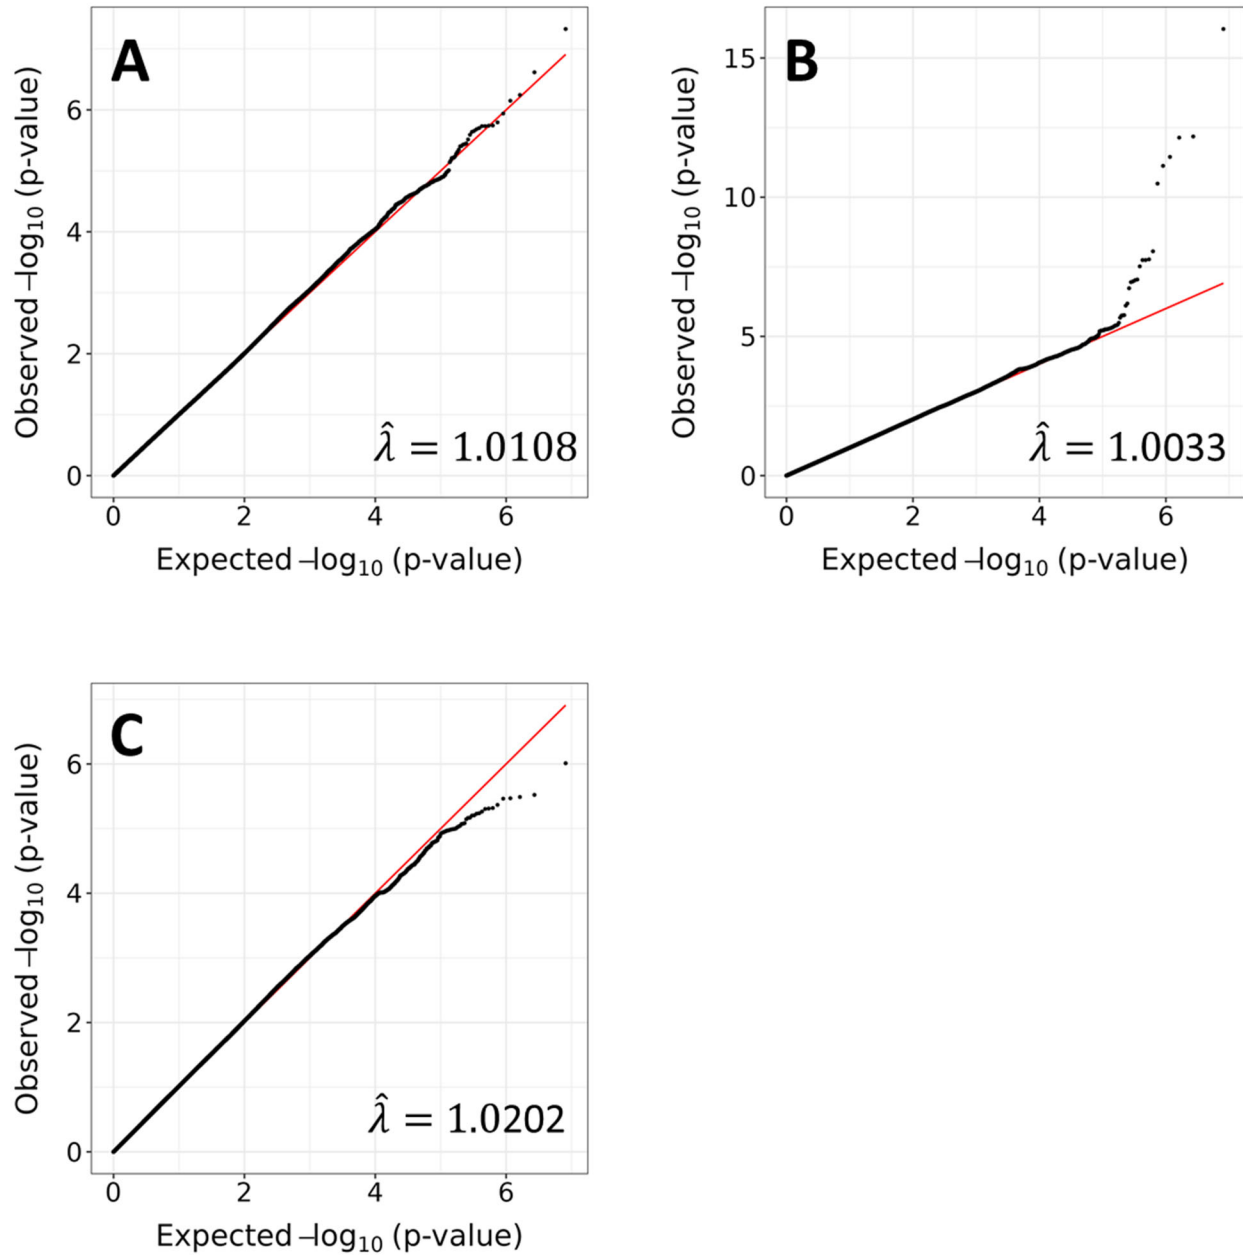 A
Observed –log₁₀ (p-value)
6
4
2
0
λ̂ = 1.0108
0 2 4 6
Expected –log₁₀ (p-value)
B
Observed –log₁₀ (p-value)
15
10
5
0
λ̂ = 1.0033
0 2 4 6
Expected –log₁₀ (p-value)
C
Observed –log₁₀ (p-value)
6
4
2
0
λ̂ = 1.0202
0 2 4 6
Expected –log₁₀ (p-value)